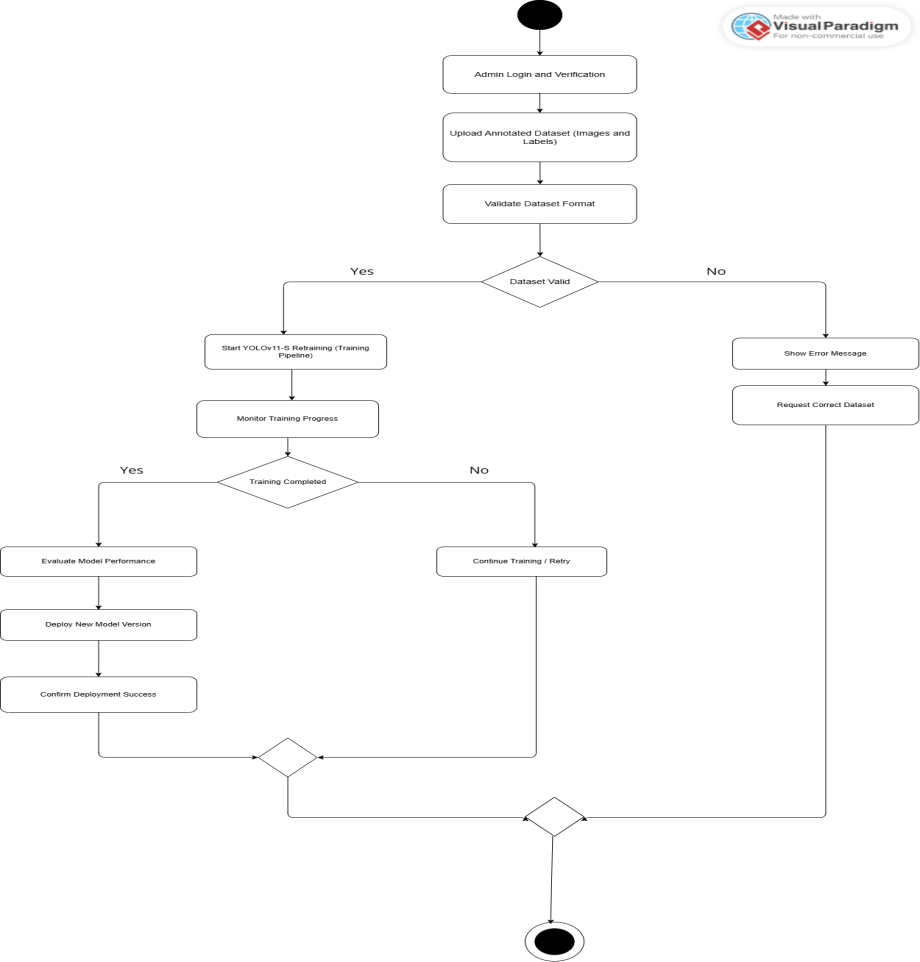 Made with
Visual Paradigm
For non-commercial use
Admin Login and Verification
Upload Annotated Dataset (Images and
Labels)
Validate Dataset Format
Dataset Valid
Yes
No
Start YOLOv11-S Retraining (Training
Pipeline)
Show Error Message
Monitor Training Progress
Request Correct Dataset
Training Completed
Yes
No
Evaluate Model Performance
Continue Training / Retry
Deploy New Model Version
Confirm Deployment Success